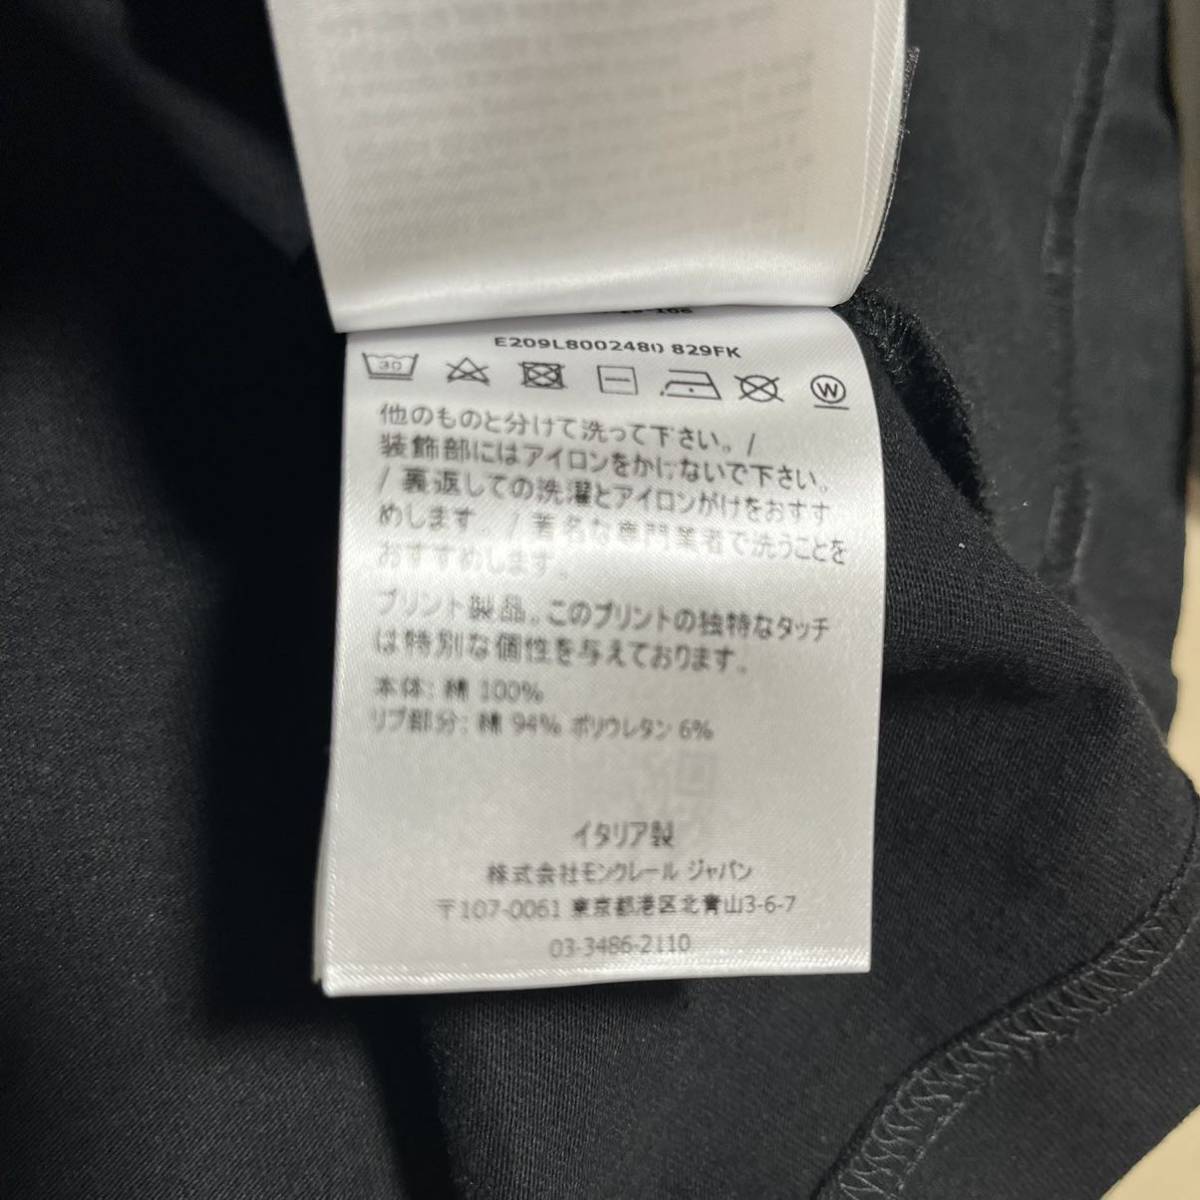 E209L8002480 829FK
30
W
他のものと分けて洗って下さい。/
装飾部にはアイロンをかけないで下さい。
/ 裏返しての洗濯とアイロンがけをおすす
めします。/ 著名な専門業者で洗うことを
おすすめします。
プリント製品。このプリントの独特なタッチ
は特別な個性を与えております。
本体: 綿 100%
リブ部分: 綿 94% ポリウレタン 6%
イタリア製
株式会社モンクレール ジャパン
〒107-0061 東京都港区北青山3-6-7
03-3486-2110